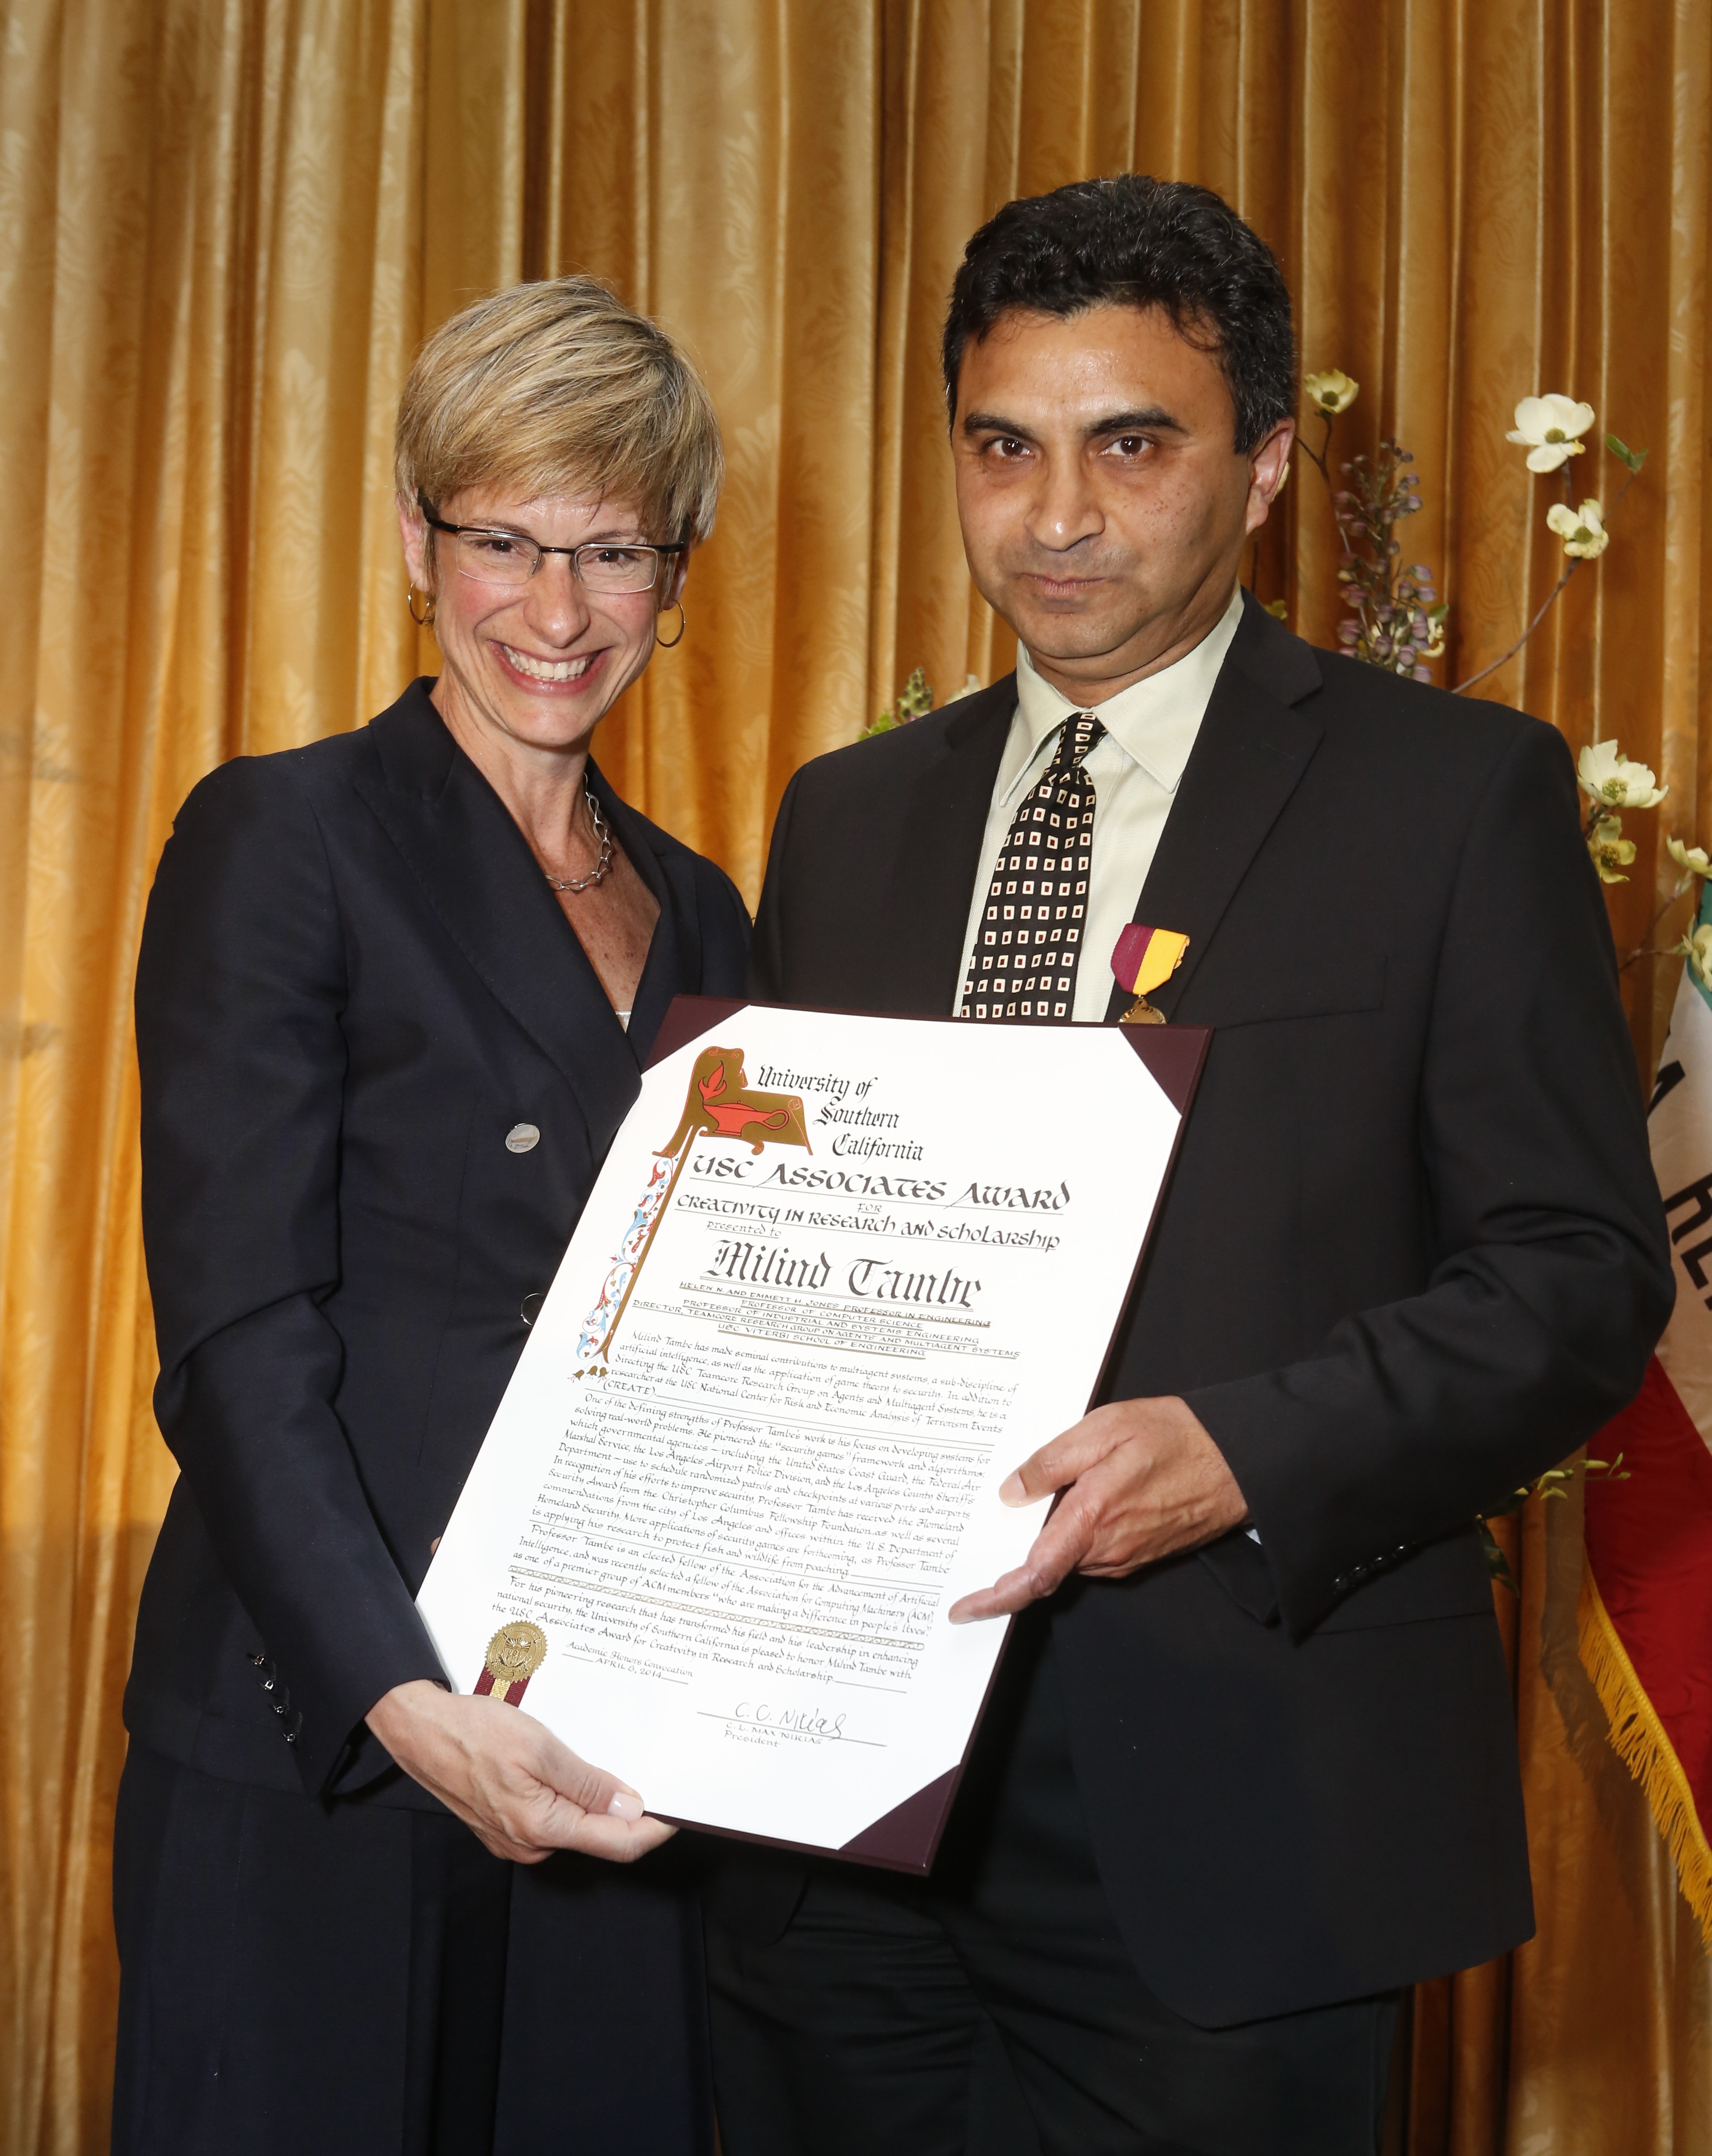 University of
Southern
California
USC ASSOCIATES AWARD
FOR
CREATIVITY IN RESEARCH AND SCHOLARSHIP
presented to
Milind Tambe
HELEN N. AND EMMETT H. JONES PROFESSOR IN ENGINEERING
PROFESSOR OF COMPUTER SCIENCE
PROFESSOR OF INDUSTRIAL AND SYSTEMS ENGINEERING
DIRECTOR, TEAMCORE RESEARCH GROUP ON AGENTS AND MULTIAGENT SYSTEMS
USC VITERBI SCHOOL OF ENGINEERING
Milind Tambe has made seminal contributions to multiagent systems, a sub-discipline of
artificial intelligence, as well as the application of game theory to security. In addition to
directing the USC Teamcore Research Group on Agents and Multiagent Systems, he is a
researcher at the USC National Center for Risk and Economic Analysis of Terrorism Events
(CREATE).
One of the defining strengths of Professor Tambe's work is his focus on developing systems for
solving real-world problems. He pioneered the "security games" framework and algorithms,
which governmental agencies – including the United States Coast Guard, the Federal Air
Marshal Service, the Los Angeles Airport Police Division, and the Los Angeles County Sheriff's
Department – use to schedule randomized patrols and checkpoints at various ports and airports.
In recognition of his efforts to improve security, Professor Tambe has received the Homeland
Security Award from the Christopher Columbus Fellowship Foundation, as well as several
commendations from the city of Los Angeles and offices within the U.S. Department of
Homeland Security. More applications of security games are forthcoming, as Professor Tambe
is applying his research to protect fish and wildlife from poaching.
Professor Tambe is an elected fellow of the Association for the Advancement of Artificial
Intelligence, and was recently selected a fellow of the Association for Computing Machinery (ACM)
as one of a premier group of ACM members "who are making a difference in people's lives."
For his pioneering research that has transformed his field and his leadership in enhancing
national security, the University of Southern California is pleased to honor Milind Tambe with
the USC Associates Award for Creativity in Research and Scholarship.
Academic Honors Convocation
APRIL 8, 2014
C. L. MAX NIKIAS
President